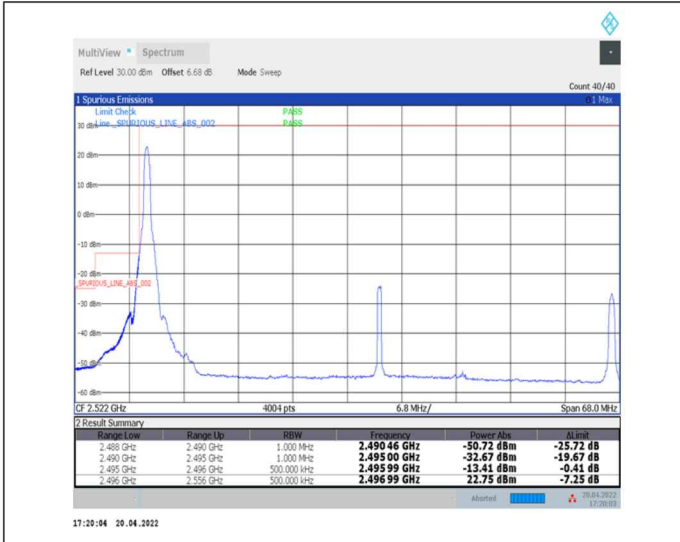 MultiView Spectrum
Ref Level 30.00 dBm Offset 6.68 dB Mode Sweep
Count 40/40
1 Spurious Emissions 1 Max
Limit Check PASS
30 dBm Line _SPURIOUS_LINE_ABS_002 PASS
20 dBm
10 dBm
0 dBm
-10 dBm
-20 dBm
_SPURIOUS_LINE_ABS_002
-30 dBm
-40 dBm
-50 dBm
-60 dBm
CF 2.522 GHz 4004 pts 6.8 MHz/ Span 68.0 MHz
2 Result Summary
Range Low Range Up RBW Frequency Power Abs ΔLimit
2.488 GHz 2.490 GHz 1.000 MHz 2.490 46 GHz -50.72 dBm -25.72 dB
2.490 GHz 2.495 GHz 1.000 MHz 2.495 00 GHz -32.67 dBm -19.67 dB
2.495 GHz 2.496 GHz 500.000 kHz 2.495 99 GHz -13.41 dBm -0.41 dB
2.496 GHz 2.556 GHz 500.000 kHz 2.496 99 GHz 22.75 dBm -7.25 dB
Aborted 20.04.2022
17:20:03
17:20:04 20.04.2022